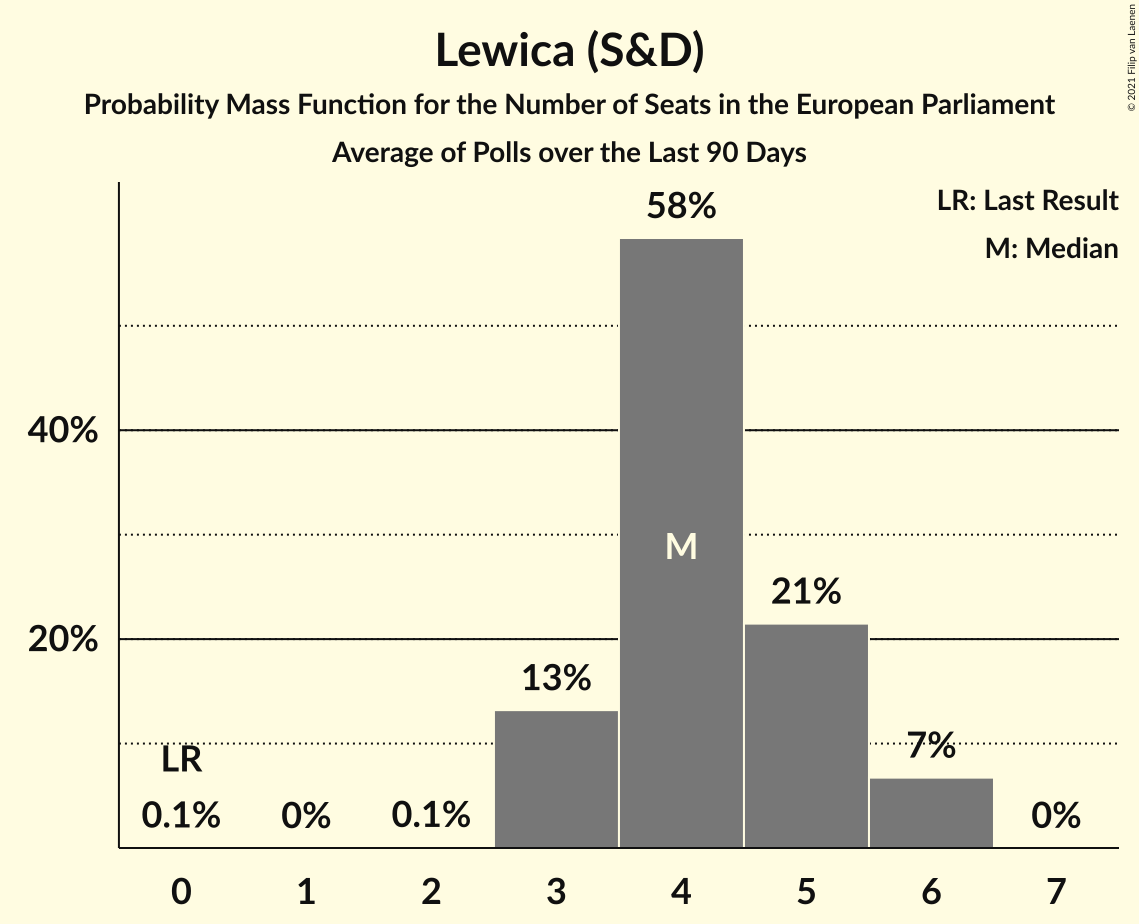 Lewica (S&D)
Probability Mass Function for the Number of Seats in the European Parliament
Average of Polls over the Last 90 Days
© 2021 Filip van Laenen
LR: Last Result
M: Median
58%
40%
M
21%
20%
13%
LR
7%
0.1% 0% 0.1% 0%
0 1 2 3 4 5 6 7